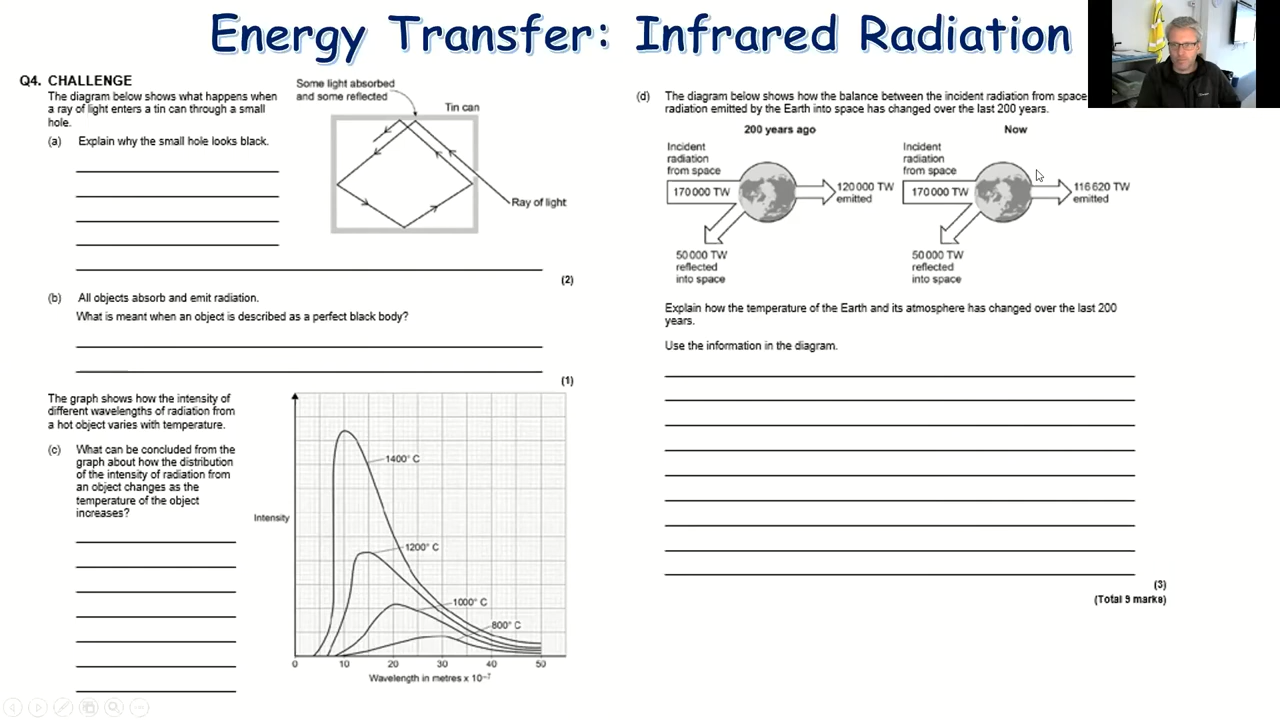 Energy Transfer: Infrared Radiation
Q4. CHALLENGE
The diagram below shows what happens when
a ray of light enters a tin can through a small
hole.
(a) Explain why the small hole looks black.
Some light absorbed
and some reflected
Tin can
Ray of light
(2)
(b) All objects absorb and emit radiation.
What is meant when an object is described as a perfect black body?
(1)
The graph shows how the intensity of
different wavelengths of radiation from
a hot object varies with temperature.
(c) What can be concluded from the
graph about how the distribution
of the intensity of radiation from
an object changes as the
temperature of the object
increases?
Intensity
1400° C
1200° C
1000° C
800° C
0 10 20 30 40 50
Wavelength in metres x 10⁻⁷
(d) The diagram below shows how the balance between the incident radiation from space
radiation emitted by the Earth into space has changed over the last 200 years.
200 years ago
Incident
radiation
from space
170 000 TW
120 000 TW
emitted
50 000 TW
reflected
into space
Now
Incident
radiation
from space
170 000 TW
116 620 TW
emitted
50 000 TW
reflected
into space
Explain how the temperature of the Earth and its atmosphere has changed over the last 200
years.
Use the information in the diagram.
(3)
(Total 9 marks)